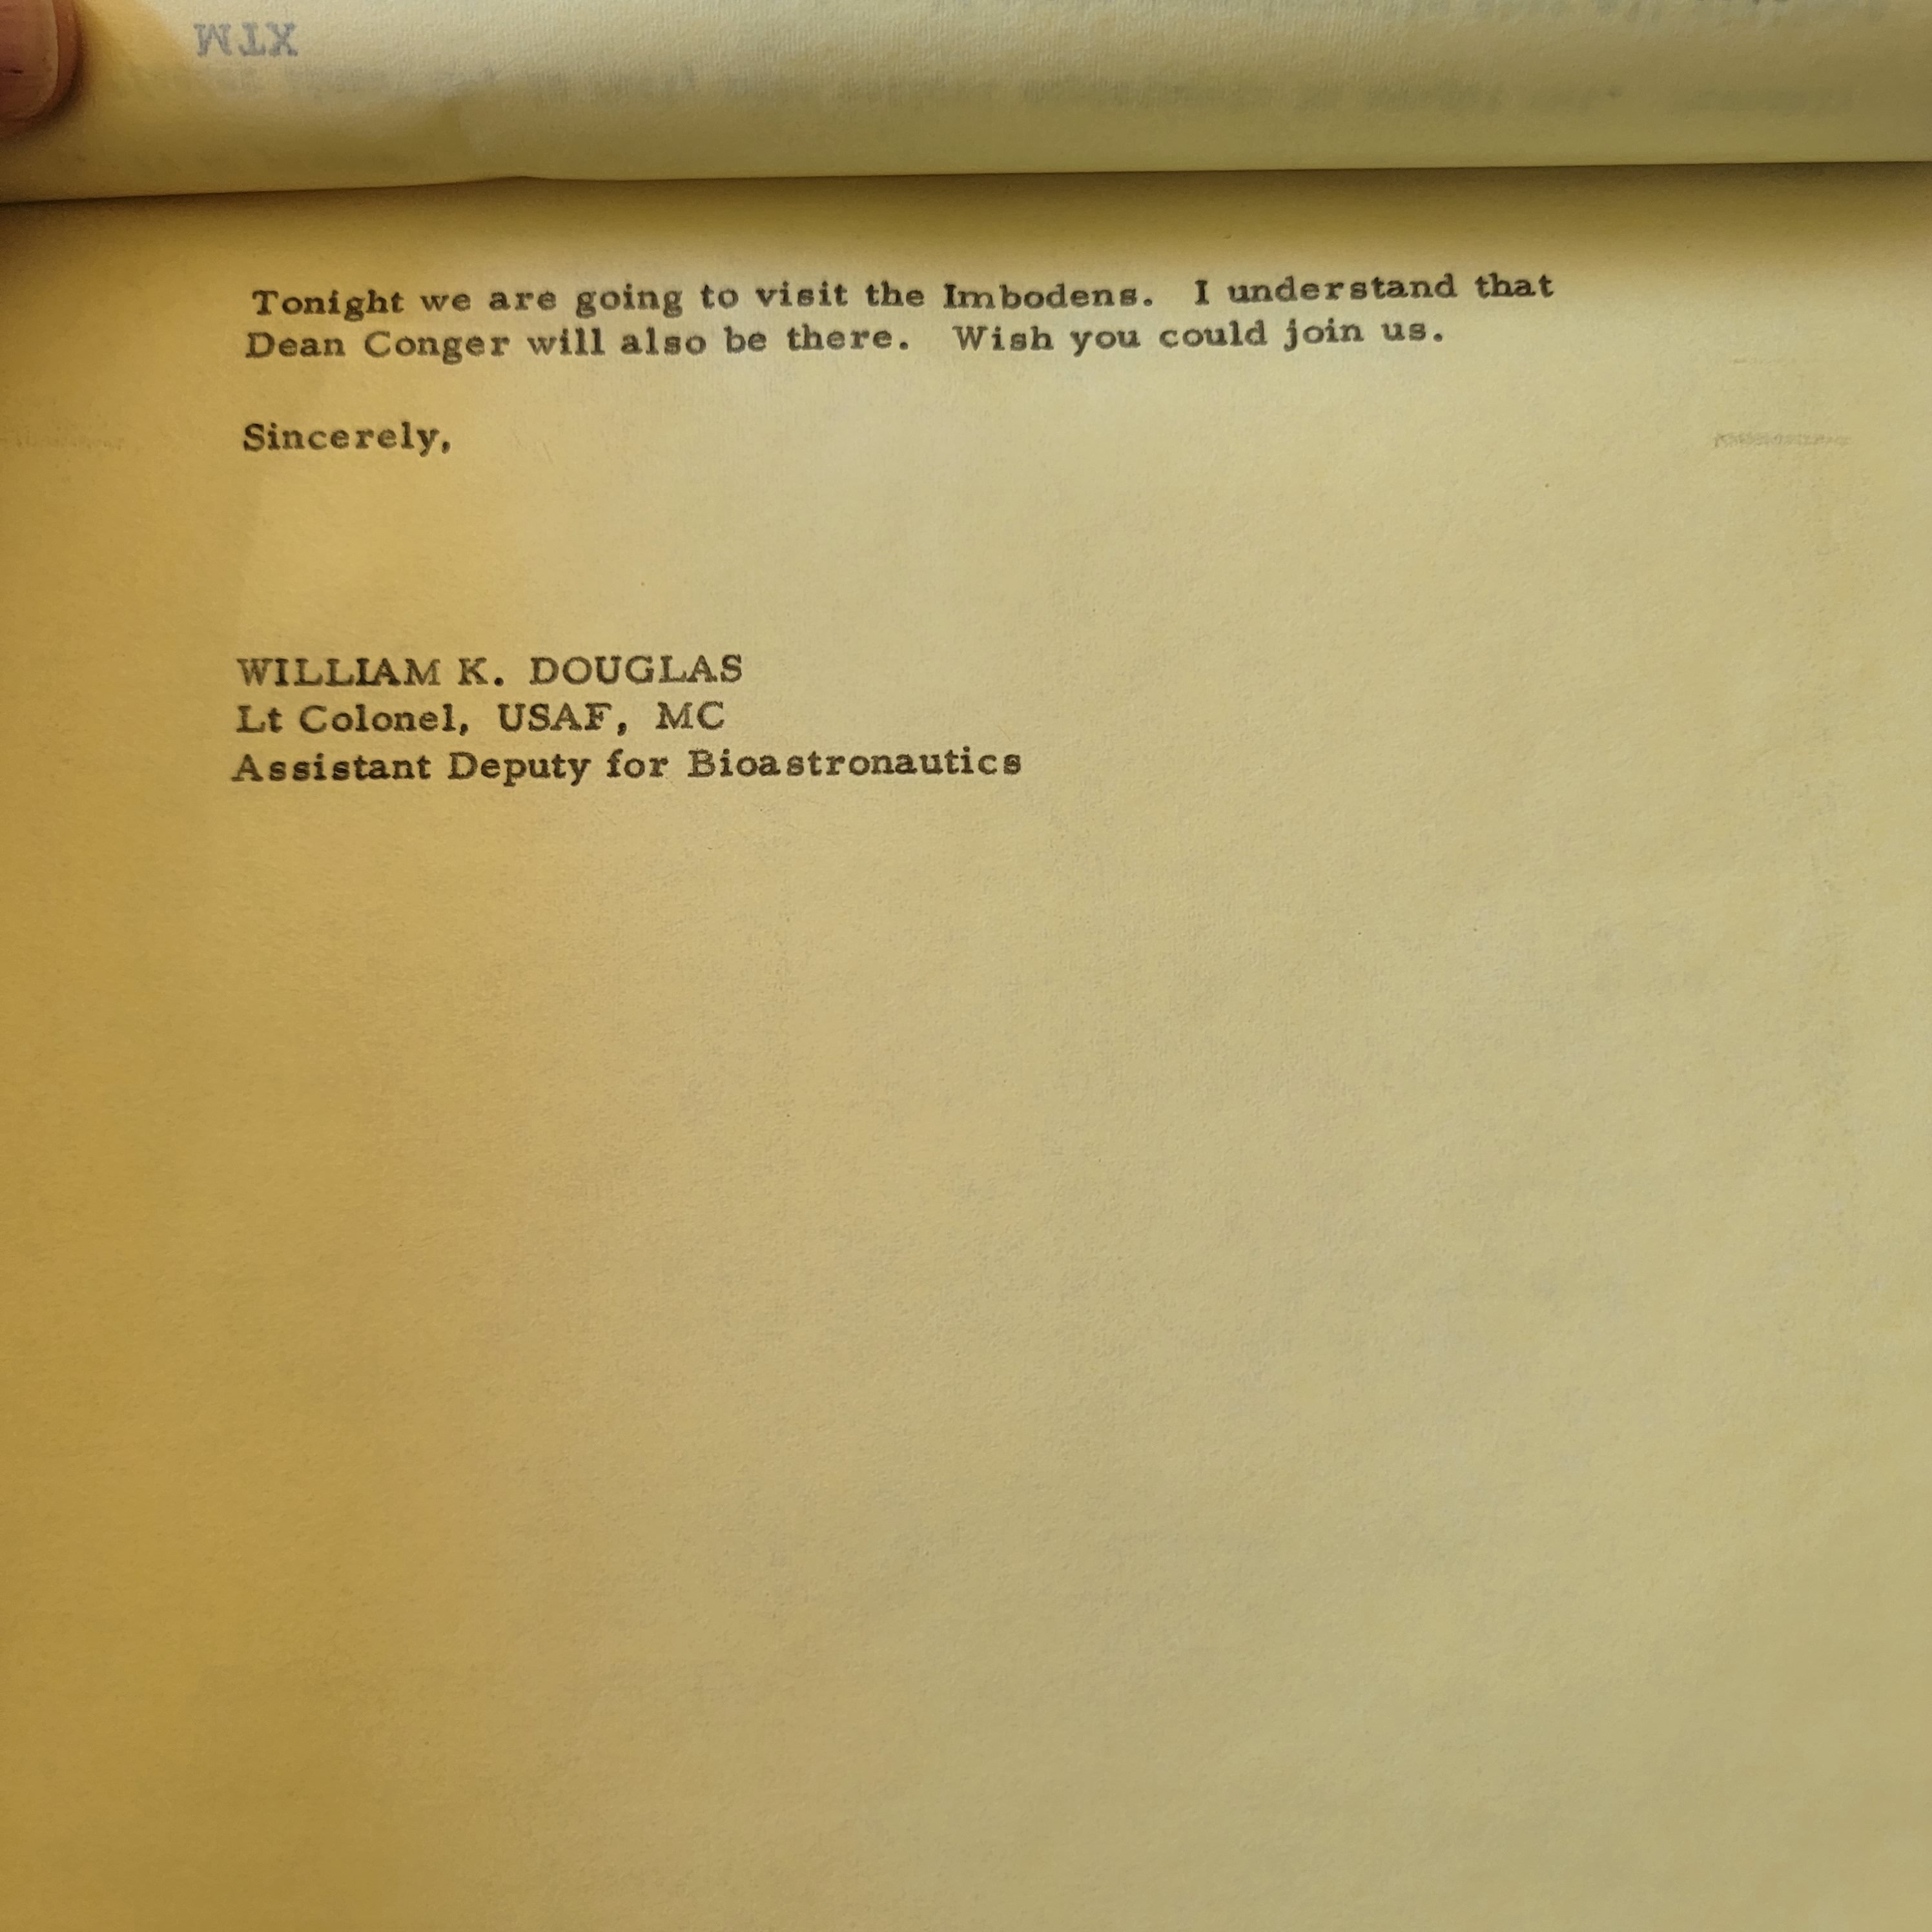 MTX
Tonight we are going to visit the Imbodens.  I understand that
Dean Conger will also be there.  Wish you could join us.
Sincerely,
WILLIAM K. DOUGLAS
Lt Colonel, USAF, MC
Assistant Deputy for Bioastronautics